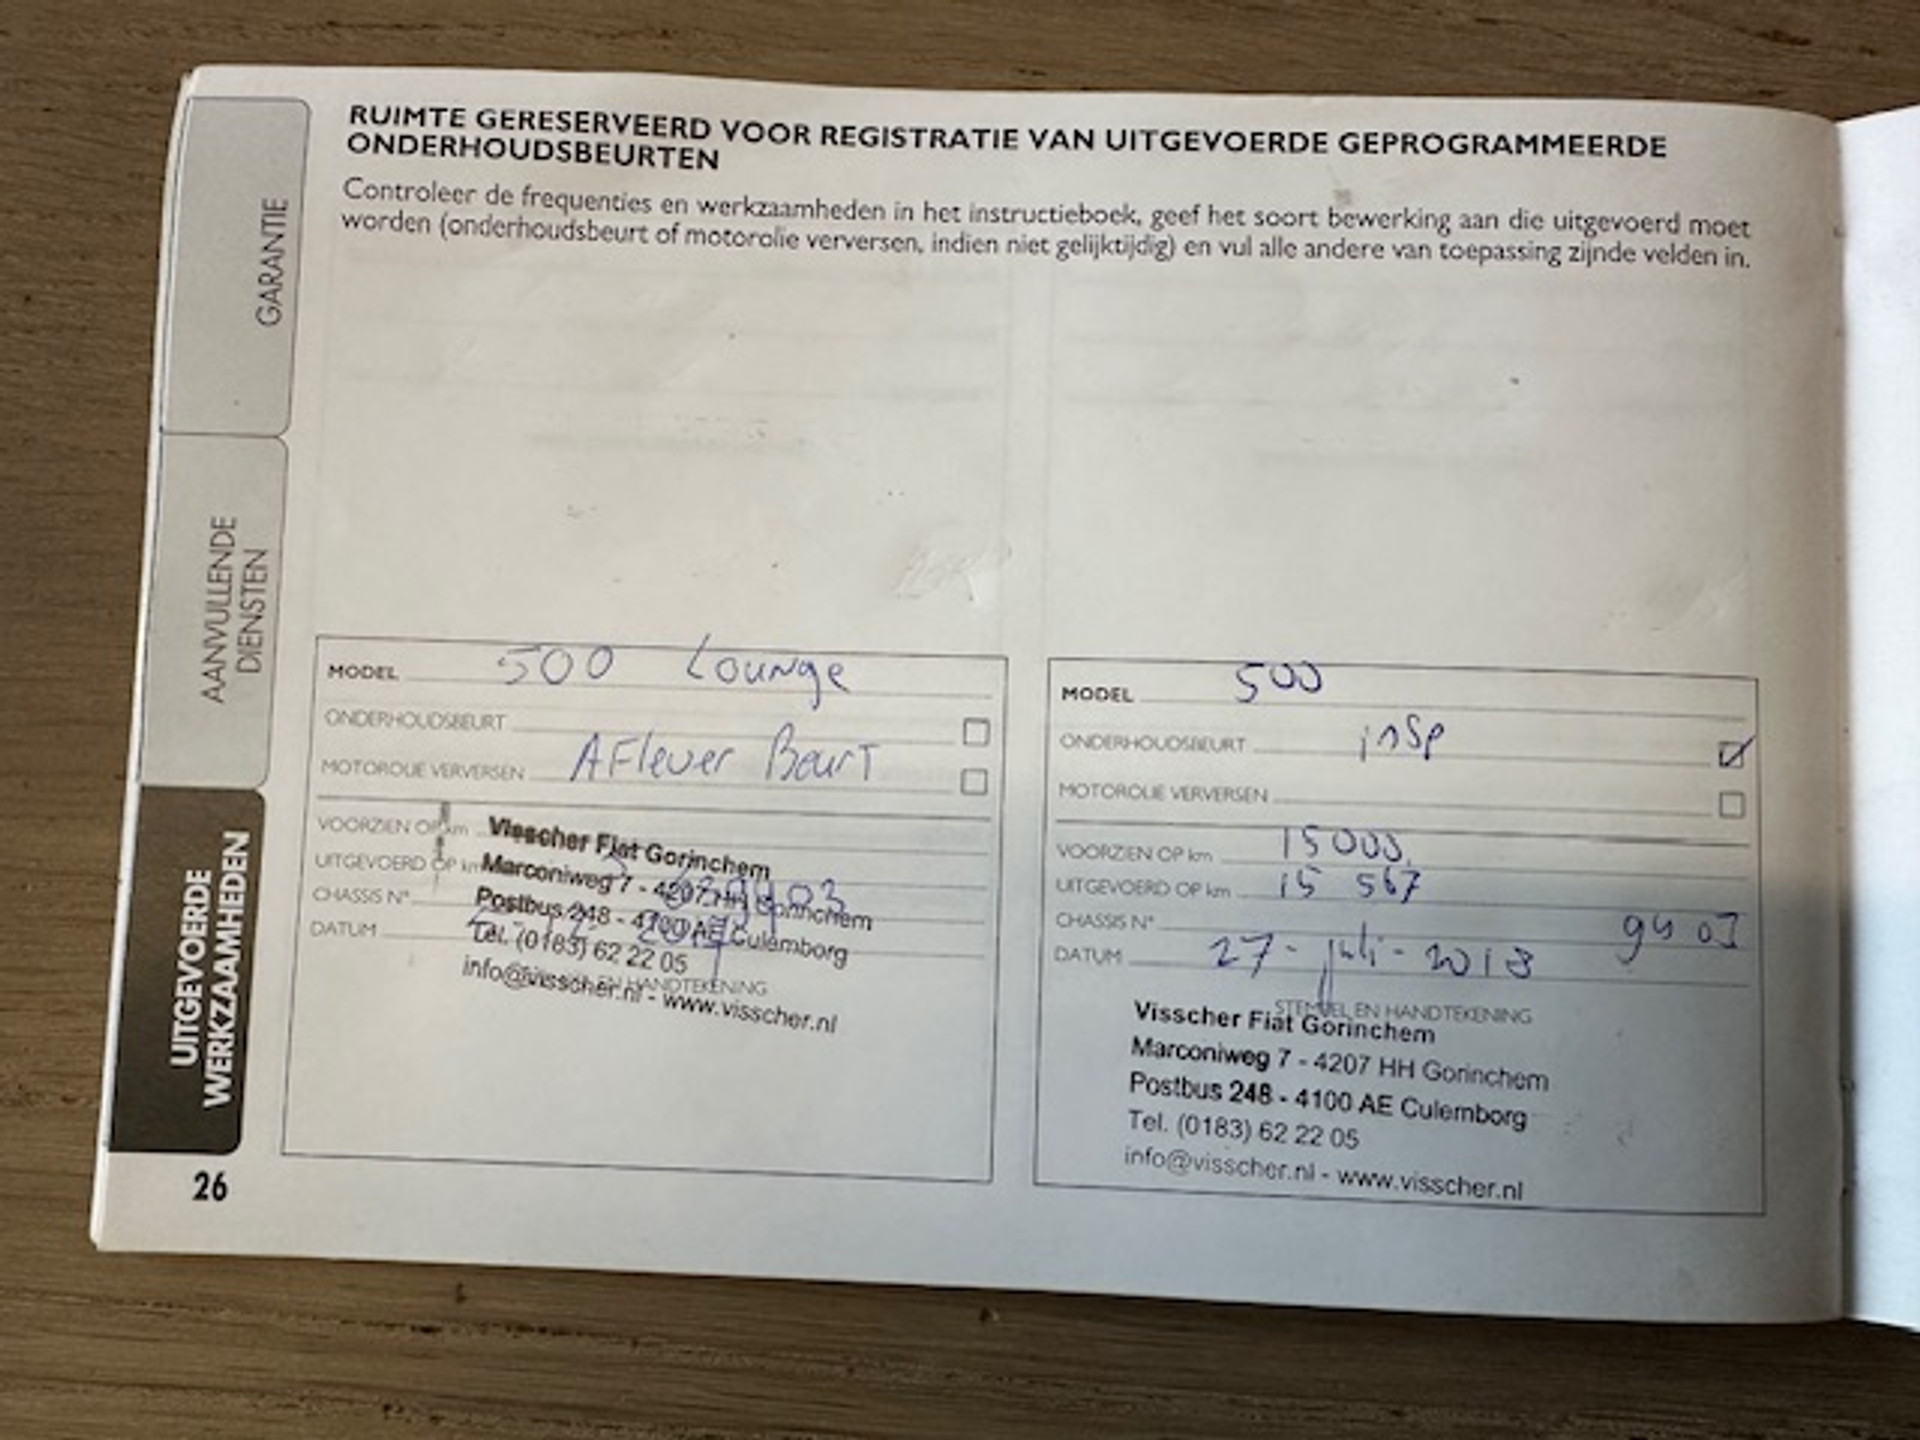 RUIMTE GERESERVEERD VOOR REGISTRATIE VAN UITGEVOERDE GEPROGRAMMEERDE
ONDERHOUDSBEURTEN
Controleer de frequenties en werkzaamheden in het instructieboek, geef het soort bewerking aan die uitgevoerd moet
worden (onderhoudsbeurt of motorolie verversen, indien niet gelijktijdig) en vul alle andere van toepassing zijnde velden in.
GARANTIE
AANVULLENDE
DIENSTEN
UITGEVOERDE
WERKZAAMHEDEN
26
MODEL 500 Lounge
ONDERHOUDSBEURT
AFlever BeurT
MOTOROLIE VERVERSEN
VOORZIEN OP km
UITGEVOERD OP km
CHASSIS N°
DATUM
EN HANDTEKENING
Visscher Fiat Gorinchem
Marconiweg 7 - 4207 HH Gorinchem
Postbus 248 - 4100 AE Culemborg
Tel. (0183) 62 22 05
info@visscher.nl - www.visscher.nl
MODEL 500
ONDERHOUDSBEURT insp
MOTOROLIE VERVERSEN
VOORZIEN OP km 15000
UITGEVOERD OP km 15 567
CHASSIS N°
DATUM 27-juli-2018
STEMPEL EN HANDTEKENING
Visscher Fiat Gorinchem
Marconiweg 7 - 4207 HH Gorinchem
Postbus 248 - 4100 AE Culemborg
Tel. (0183) 62 22 05
info@visscher.nl - www.visscher.nl